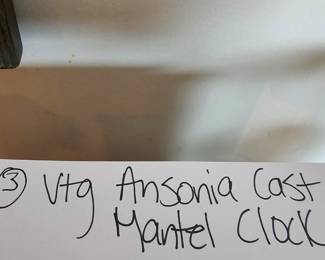 3 Vtg Ansonia Cast
Mantel Clock